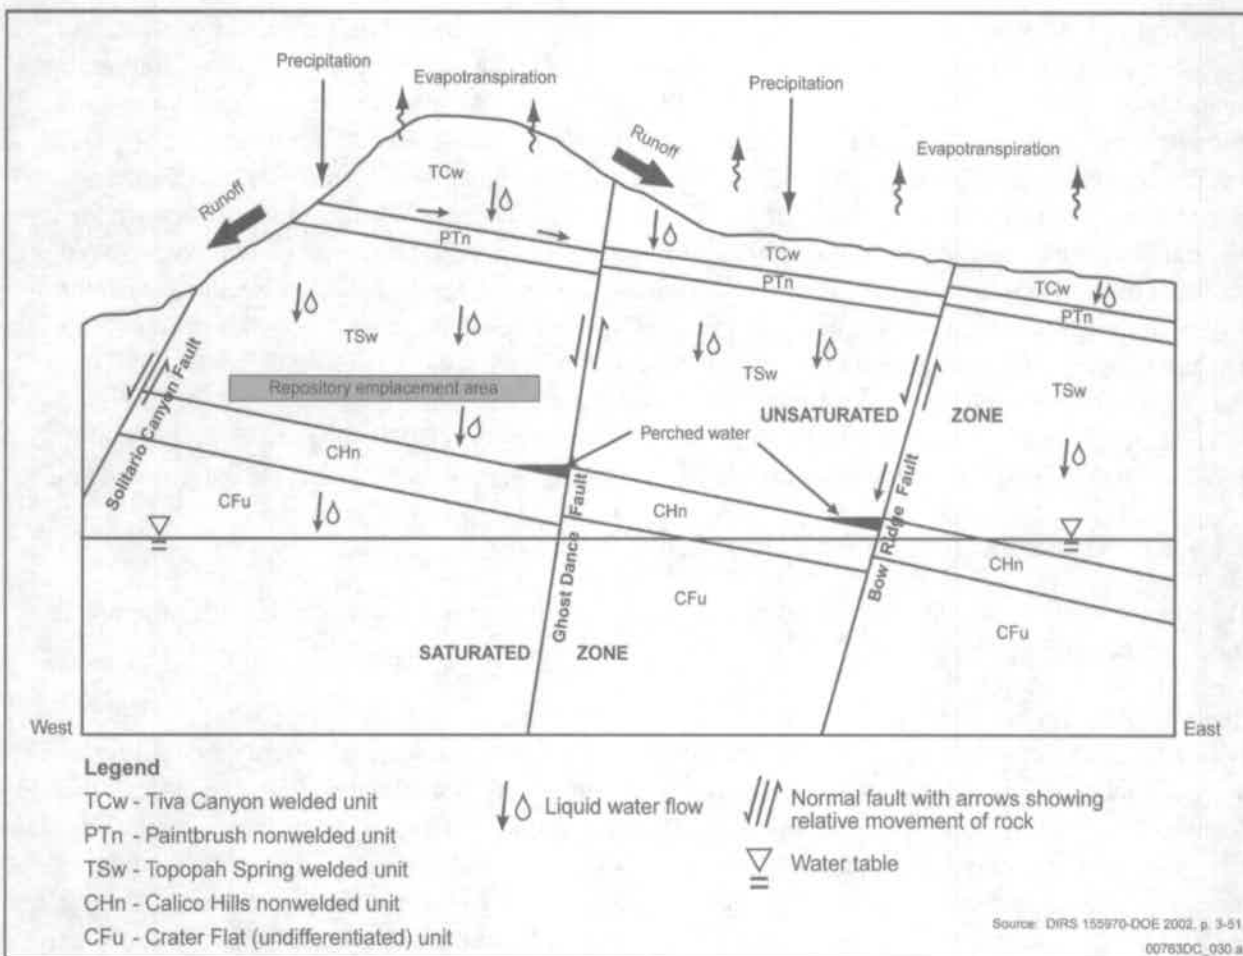 Precipitation
Evapotranspiration
Precipitation
Runoff
Evapotranspiration
TCw
Runoff
PTn
TCw
PTn
TCw
PTn
TSw
TSw
TSw
Solitario Canyon Fault
Repository emplacement area
UNSATURATED ZONE
Perched water
CHn
CFu
Ghost Dance Fault
CHn
Bow Ridge Fault
CHn
CFu
CFu
SATURATED ZONE
West
East
Legend
TCw - Tiva Canyon welded unit
PTn - Paintbrush nonwelded unit
TSw - Topopah Spring welded unit
CHn - Calico Hills nonwelded unit
CFu - Crater Flat (undifferentiated) unit
Liquid water flow
Normal fault with arrows showing
relative movement of rock
Water table
Source: DIRS 155970-DOE 2002, p. 3-51
00763DC_030.a